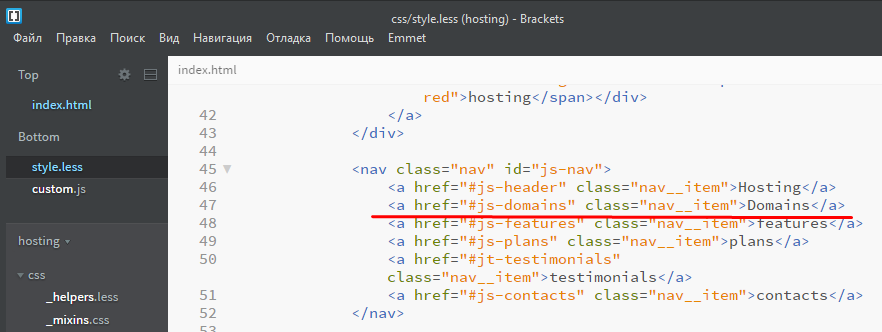 css/style.less (hosting) - Brackets
Файл Правка Поиск Вид Навигация Отладка Помощь Emmet
Top
index.html
Bottom
style.less
custom.js
hosting
css
_helpers.less
_mixins.css
index.html
red">hosting</span></div>
42 </a>
43 </div>
44
45 <nav class="nav" id="js-nav">
46 <a href="#js-header" class="nav__item">Hosting</a>
47 <a href="#js-domains" class="nav__item">Domains</a>
48 <a href="#js-features" class="nav__item">features</a>
49 <a href="#js-plans" class="nav__item">plans</a>
50 <a href="#jt-testimonials"
class="nav__item">testimonials</a>
51 <a href="#js-contacts" class="nav__item">contacts</a>
52 </nav>